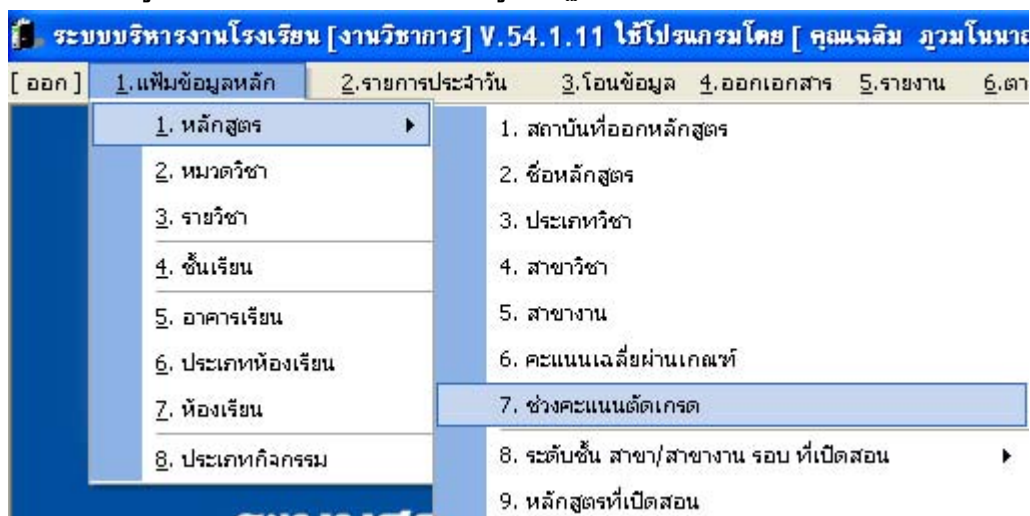 ระบบบริหารงานโรงเรียน [งานวิชาการ] V.54.1.11 ใช้โปรแกรมโดย [ คุณเฉลิม ภูวมโนนาถ
[ ออก ] 1.แฟ้มข้อมูลหลัก 2.รายการประจำวัน 3.โอนข้อมูล 4.ออกเอกสาร 5.รายงาน 6.ตา
1. หลักสูตร
2. หมวดวิชา
3. รายวิชา
4. ชั้นเรียน
5. อาคารเรียน
6. ประเภทห้องเรียน
7. ห้องเรียน
8. ประเภทกิจกรรม
1. สถาบันที่ออกหลักสูตร
2. ชื่อหลักสูตร
3. ประเภทวิชา
4. สาขาวิชา
5. สาขางาน
6. คะแนนเฉลี่ยผ่านเกณฑ์
7. ช่วงคะแนนตัดเกรด
8. ระดับชั้น สาขา/สาขางาน รอบ ที่เปิดสอน
9. หลักสูตรที่เปิดสอน